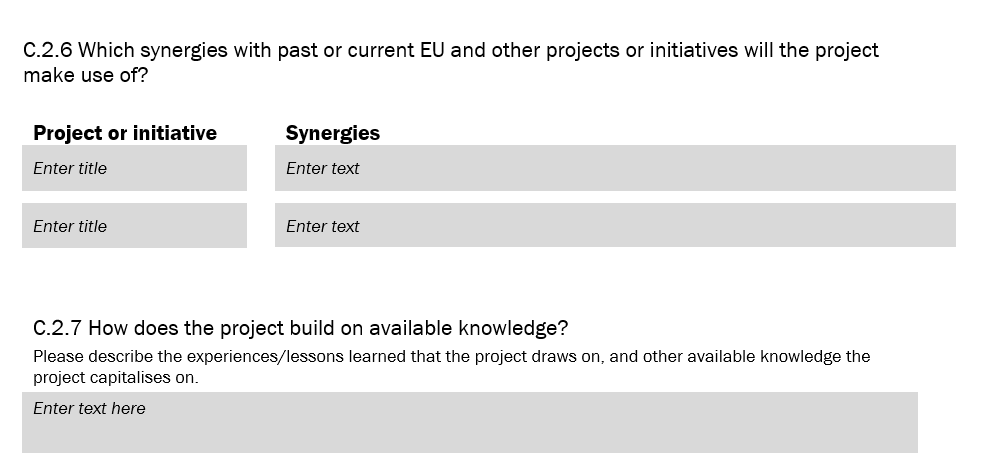 C.2.6 Which synergies with past or current EU and other projects or initiatives will the project
make use of?
Project or initiative Synergies
Enter title Enter text
Enter title Enter text
C.2.7 How does the project build on available knowledge?
Please describe the experiences/lessons learned that the project draws on, and other available knowledge the
project capitalises on.
Enter text here